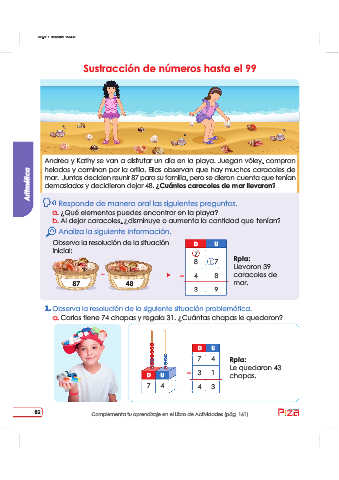 Sustracción de números hasta el 99
Andrea y Kathy se van a disfrutar un día en la playa. Juegan vóley, compran
helados y caminan por la orilla. Ellas observan que hay muchos caracoles de
mar. Juntas deciden reunir 87 para su familia, pero se dieron cuenta que tenían
demasiados y decidieron dejar 48. ¿Cuántos caracoles de mar llevaron?
Aritmética
Responde de manera oral las siguientes preguntas.
a. ¿Qué elementos puedes encontrar en la playa?
b. Al dejar caracoles, ¿disminuye o aumenta la cantidad que tenían?
Analiza la siguiente información.
Observa la resolución de la situación
inicial:
87
-
48
D U
7
8 17
- 4 8
3 9
Rpta:
Llevaron 39
caracoles de
mar.
1. Observa la resolución de la siguiente situación problemática.
a. Carlos tiene 74 chapas y regala 31. ¿Cuántas chapas le quedaron?
D U
7 4
D U
7 4
- 3 1
4 3
Rpta:
Le quedaron 43
chapas.
82
Complementa tu aprendizaje en el Libro de Actividades (pág. 161)